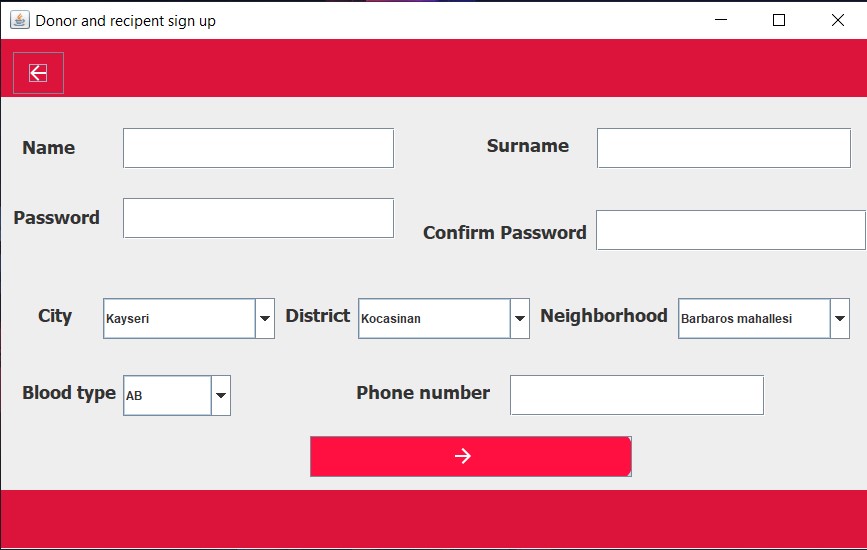 Donor and recipent sign up
Name
Surname
Password
Confirm Password
City Kayseri District Kocasinan Neighborhood Barbaros mahallesi
Blood type AB Phone number